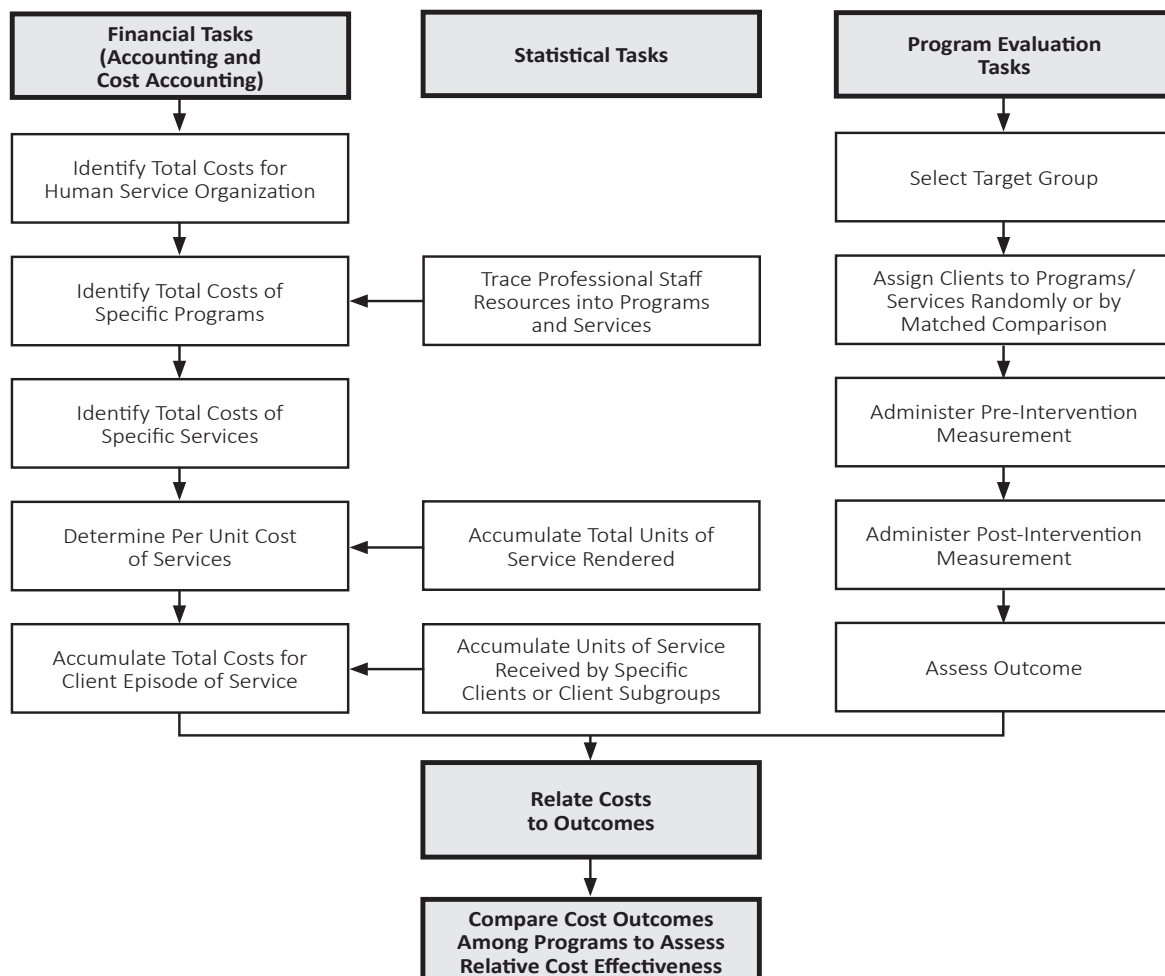 Financial Tasks
(Accounting and
Cost Accounting)
Statistical Tasks
Program Evaluation
Tasks
Identify Total Costs for
Human Service Organization
Select Target Group
Identify Total Costs of
Specific Programs
Trace Professional Staff
Resources into Programs
and Services
Assign Clients to Programs/
Services Randomly or by
Matched Comparison
Identify Total Costs of
Specific Services
Administer Pre-Intervention
Measurement
Determine Per Unit Cost
of Services
Accumulate Total Units of
Service Rendered
Administer Post-Intervention
Measurement
Accumulate Total Costs for
Client Episode of Service
Accumulate Units of Service
Received by Specific
Clients or Client Subgroups
Assess Outcome
Relate Costs
to Outcomes
Compare Cost Outcomes
Among Programs to Assess
Relative Cost Effectiveness